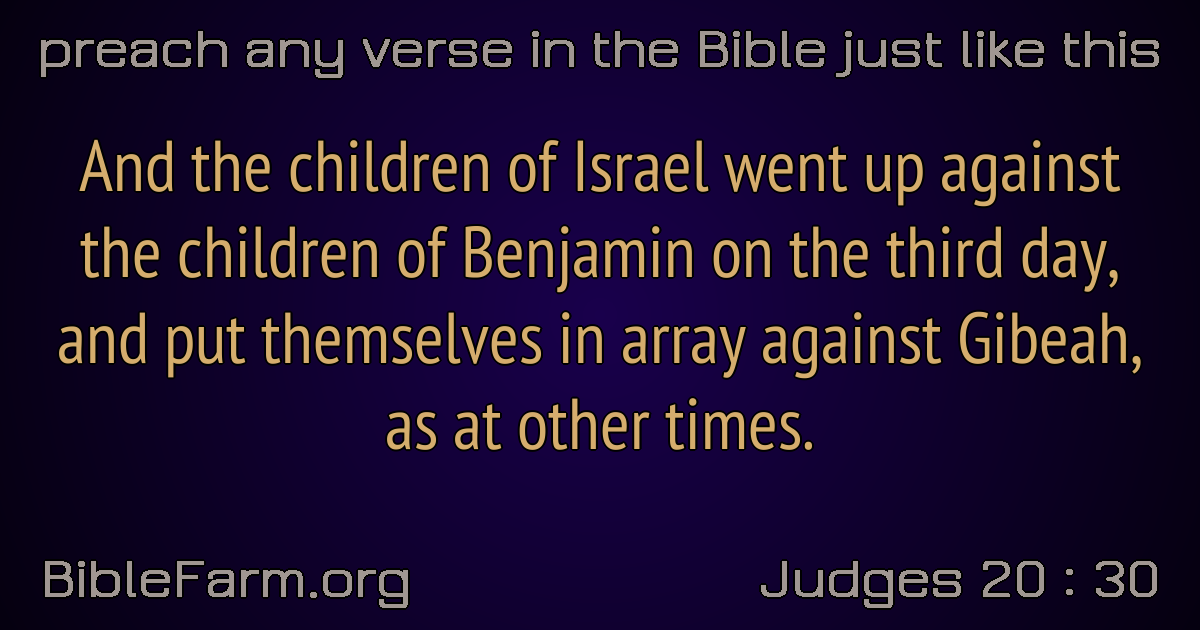 preach any verse in the Bible just like this
And the children of Israel went up against
the children of Benjamin on the third day,
and put themselves in array against Gibeah,
as at other times.
BibleFarm.org
Judges 20 : 30